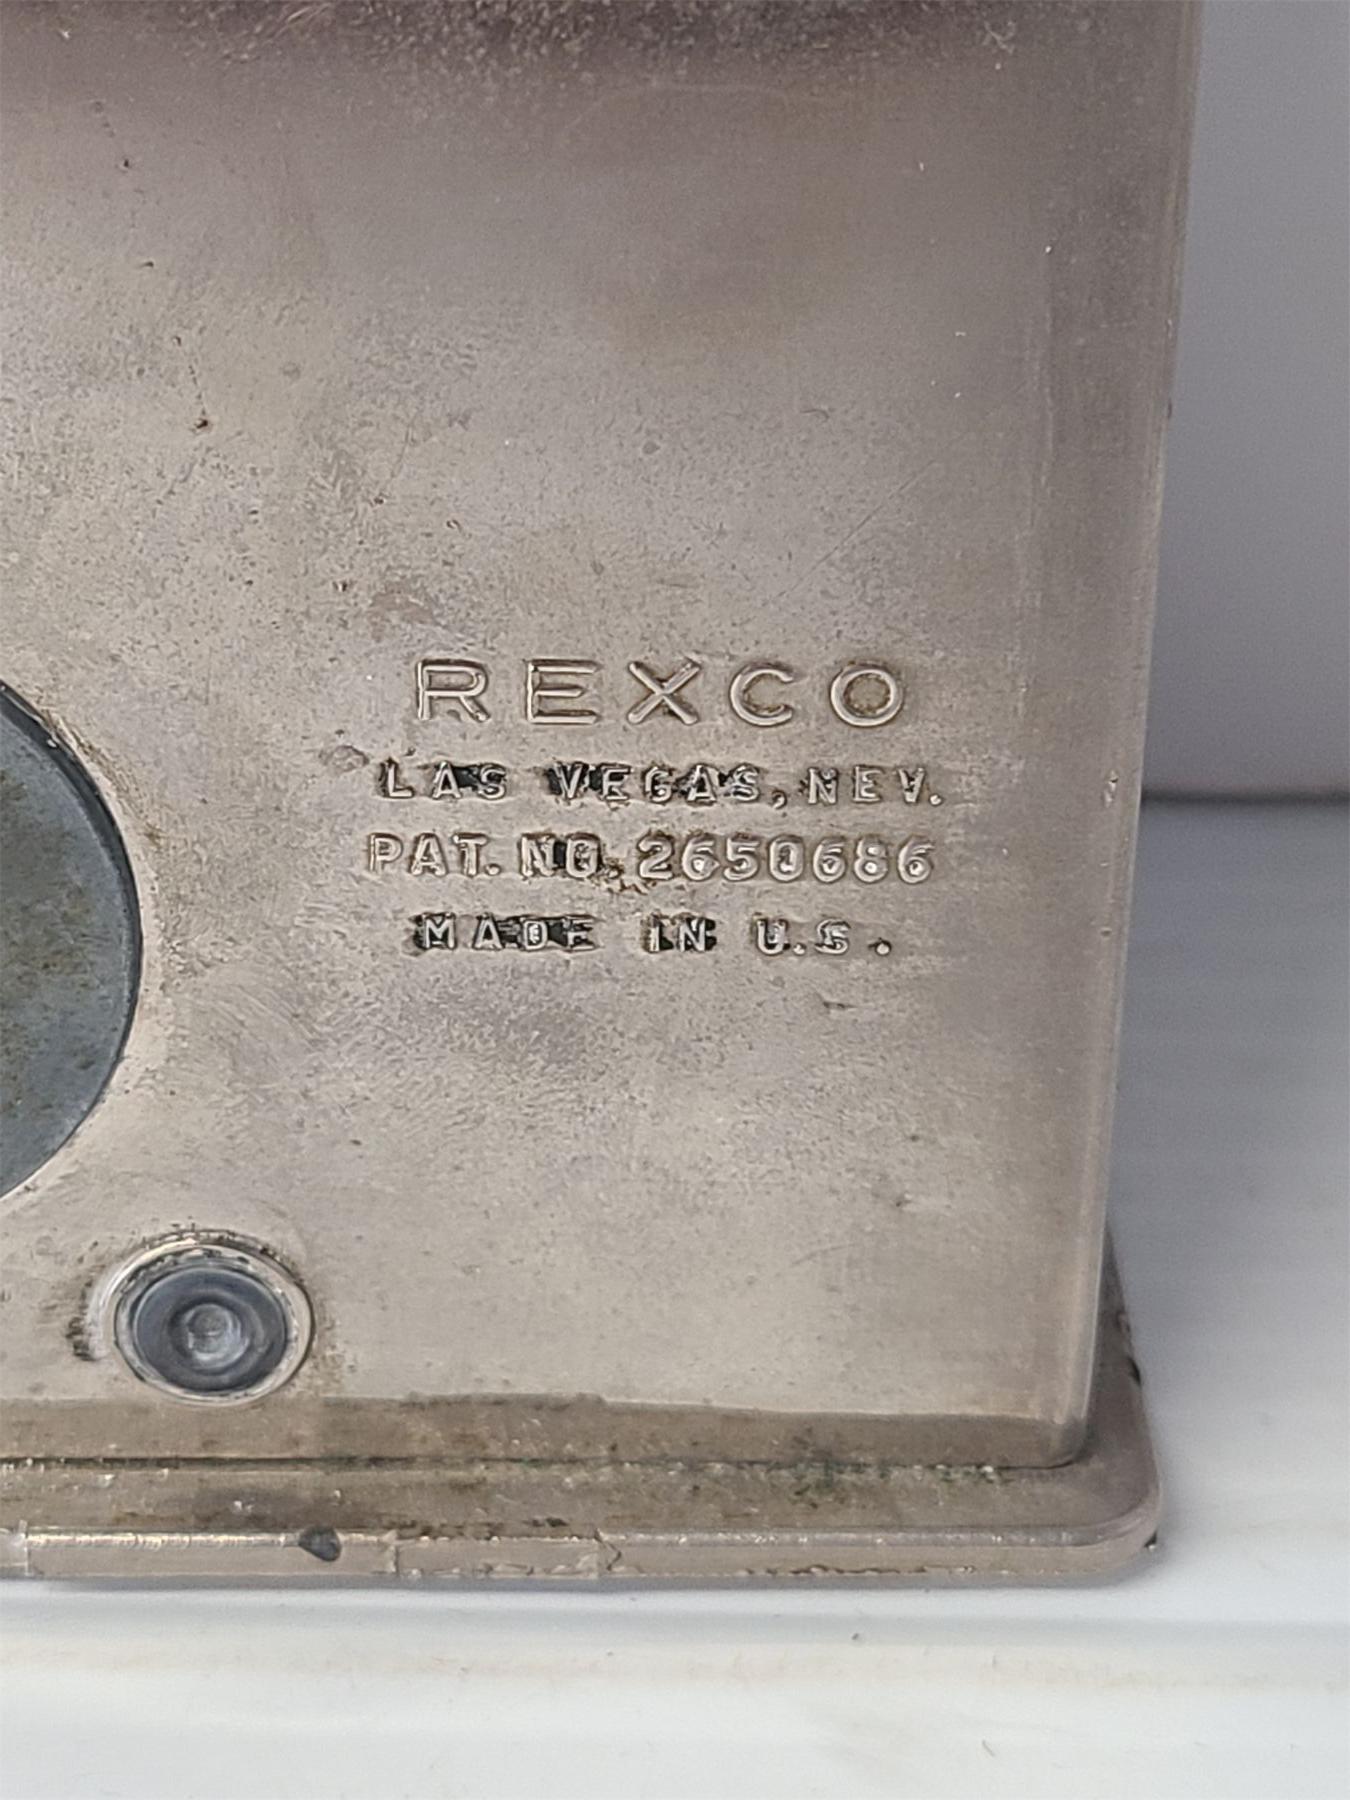 REXCO
LAS VEGAS, NEV.
PAT. NO. 2650686
MADE IN U.S.